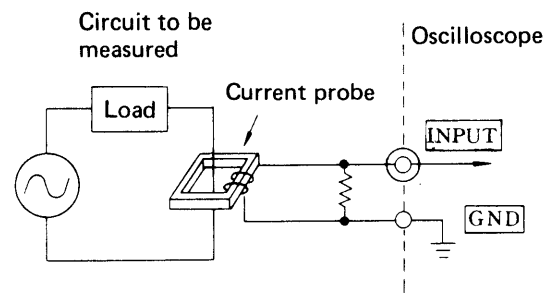 Circuit to be
measured
Oscilloscope
Load
Current probe
INPUT
GND